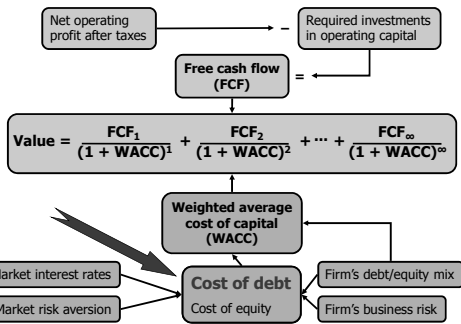 Net operating
profit after taxes
−
Required investments
in operating capital
Free cash flow
(FCF)
=
Value = FCF₁/(1 + WACC)¹ + FCF₂/(1 + WACC)² + ⋯ + FCF∞/(1 + WACC)∞
Weighted average
cost of capital
(WACC)
arket interest rates
Cost of debt
Firm's debt/equity mix
Market risk aversion
Cost of equity
Firm's business risk